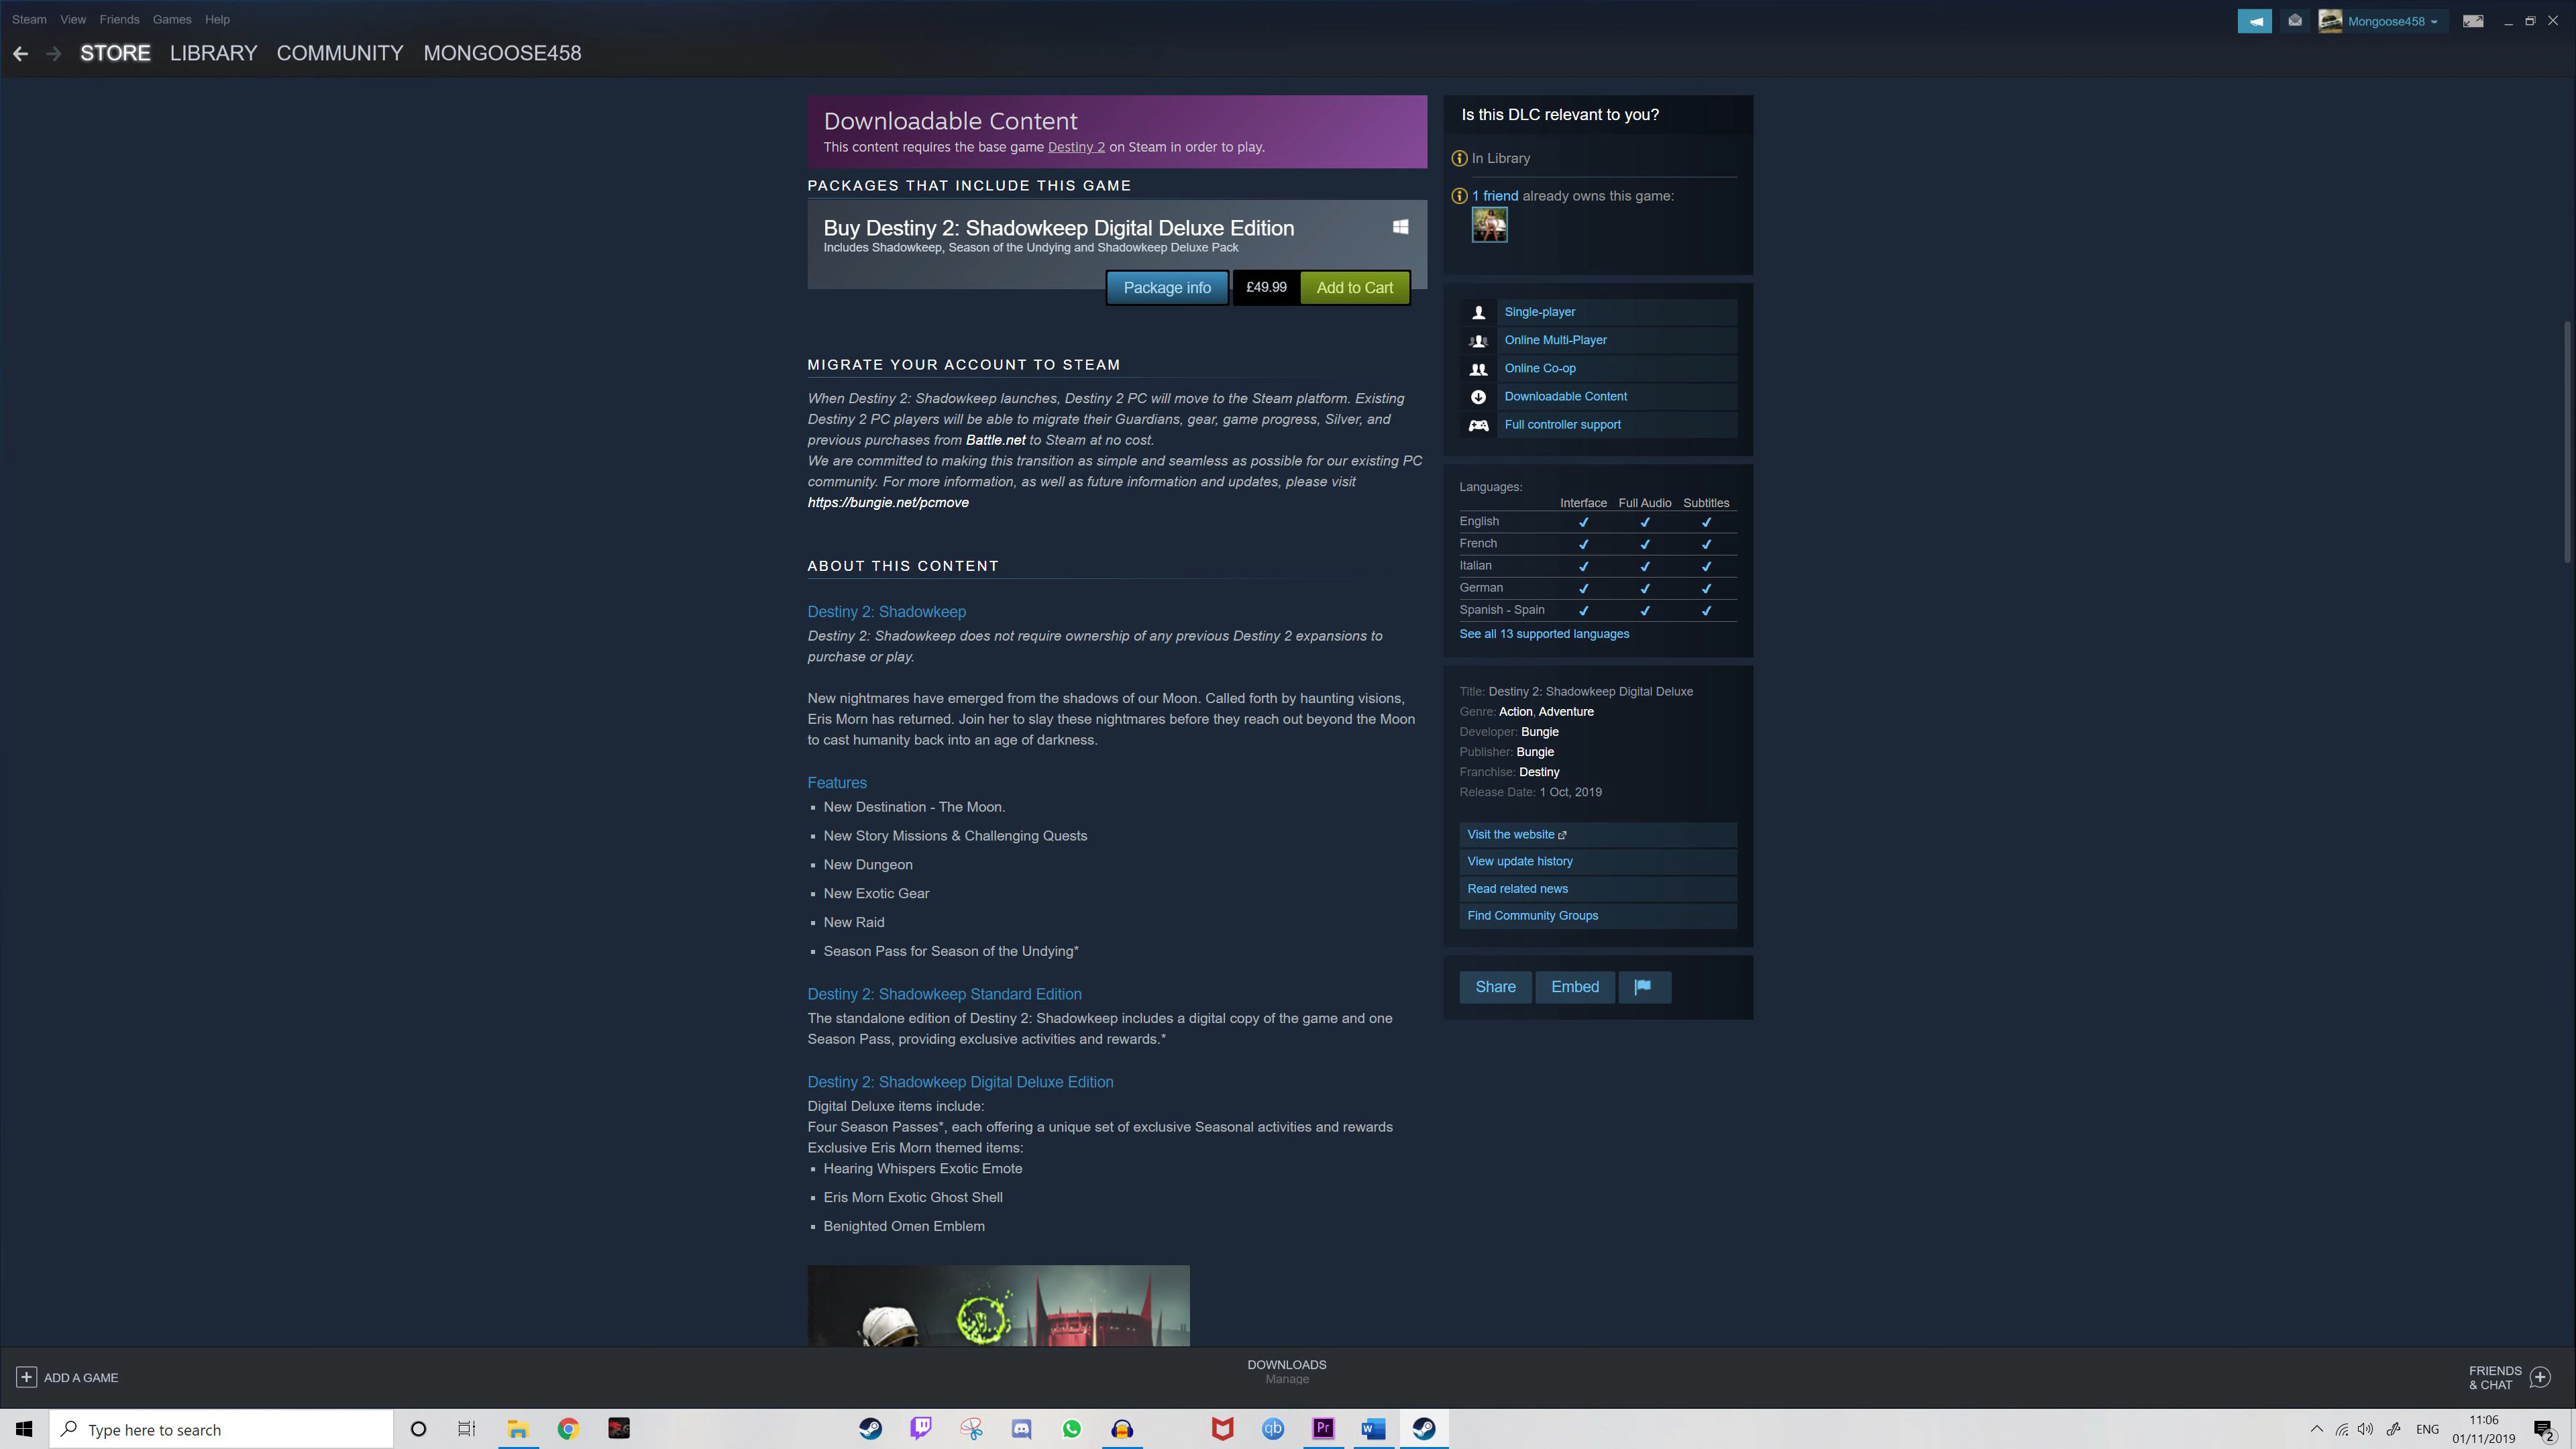 Steam View Friends Games Help
Mongoose458
STORE LIBRARY COMMUNITY MONGOOSE458
Downloadable Content
This content requires the base game Destiny 2 on Steam in order to play.
PACKAGES THAT INCLUDE THIS GAME
Buy Destiny 2: Shadowkeep Digital Deluxe Edition
Includes Shadowkeep, Season of the Undying and Shadowkeep Deluxe Pack
Package info £49.99 Add to Cart
MIGRATE YOUR ACCOUNT TO STEAM
When Destiny 2: Shadowkeep launches, Destiny 2 PC will move to the Steam platform. Existing
Destiny 2 PC players will be able to migrate their Guardians, gear, game progress, Silver, and
previous purchases from Battle.net to Steam at no cost.
We are committed to making this transition as simple and seamless as possible for our existing PC
community. For more information, as well as future information and updates, please visit
https://bungie.net/pcmove
ABOUT THIS CONTENT
Destiny 2: Shadowkeep
Destiny 2: Shadowkeep does not require ownership of any previous Destiny 2 expansions to
purchase or play.
New nightmares have emerged from the shadows of our Moon. Called forth by haunting visions,
Eris Morn has returned. Join her to slay these nightmares before they reach out beyond the Moon
to cast humanity back into an age of darkness.
Features
▪ New Destination - The Moon.
▪ New Story Missions & Challenging Quests
▪ New Dungeon
▪ New Exotic Gear
▪ New Raid
▪ Season Pass for Season of the Undying*
Destiny 2: Shadowkeep Standard Edition
The standalone edition of Destiny 2: Shadowkeep includes a digital copy of the game and one
Season Pass, providing exclusive activities and rewards.*
Destiny 2: Shadowkeep Digital Deluxe Edition
Digital Deluxe items include:
Four Season Passes*, each offering a unique set of exclusive Seasonal activities and rewards
Exclusive Eris Morn themed items:
▪ Hearing Whispers Exotic Emote
▪ Eris Morn Exotic Ghost Shell
▪ Benighted Omen Emblem
Is this DLC relevant to you?
In Library
1 friend already owns this game:
Single-player
Online Multi-Player
Online Co-op
Downloadable Content
Full controller support
Languages:
Interface Full Audio Subtitles
English ✔ ✔ ✔
French ✔ ✔ ✔
Italian ✔ ✔ ✔
German ✔ ✔ ✔
Spanish - Spain ✔ ✔ ✔
See all 13 supported languages
Title: Destiny 2: Shadowkeep Digital Deluxe
Genre: Action, Adventure
Developer: Bungie
Publisher: Bungie
Franchise: Destiny
Release Date: 1 Oct, 2019
Visit the website
View update history
Read related news
Find Community Groups
Share Embed
ADD A GAME
DOWNLOADS
Manage
FRIENDS
& CHAT
Type here to search
qb
Pr
W
ENG
11:06
01/11/2019
2